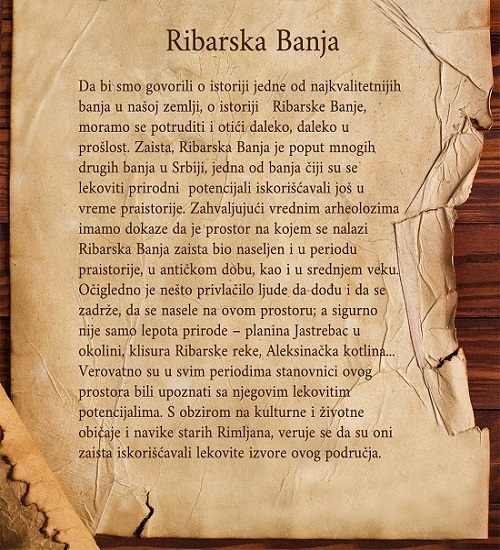 Ribarska Banja
Da bi smo govorili o istoriji jedne od najkvalitetnijih
banja u našoj zemlji, o istoriji Ribarske Banje,
moramo se potruditi i otići daleko, daleko u
prošlost. Zaista, Ribarska Banja je poput mnogih
drugih banja u Srbiji, jedna od banja čiji su se
lekoviti prirodni potencijali iskorišćavali još u
vreme praistorije. Zahvaljujući vrednim arheolozima
imamo dokaze da je prostor na kojem se nalazi
Ribarska Banja zaista bio naseljen i u periodu
praistorije, u antičkom dobu, kao i u srednjem veku.
Očigledno je nešto privlačilo ljude da dođu i da se
zadrže, da se nasele na ovom prostoru; a sigurno
nije samo lepota prirode – planina Jastrebac u
okolini, klisura Ribarske reke, Aleksinačka kotlina...
Verovatno su u svim periodima stanovnici ovog
prostora bili upoznati sa njegovim lekovitim
potencijalima. S obzirom na kulturne i životne
običaje i navike starih Rimljana, veruje se da su oni
zaista iskorišćavali lekovite izvore ovog područja.